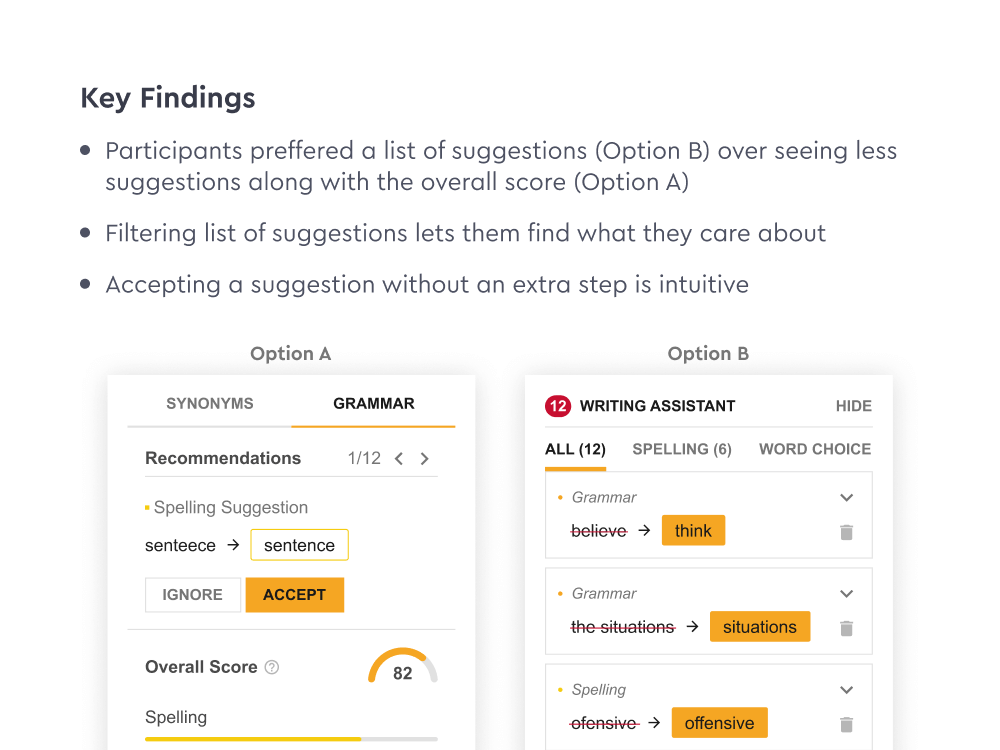 Key Findings
Participants preffered a list of suggestions (Option B) over seeing less
suggestions along with the overall score (Option A)
Filtering list of suggestions lets them find what they care about
Accepting a suggestion without an extra step is intuitive
Option A
SYNONYMS GRAMMAR
Recommendations 1/12
Spelling Suggestion
senteece → sentence
IGNORE ACCEPT
Overall Score ?
82
Spelling
Option B
12 WRITING ASSISTANT HIDE
ALL (12) SPELLING (6) WORD CHOICE
Grammar
believe → think
Grammar
the situations → situations
Spelling
ofensive → offensive